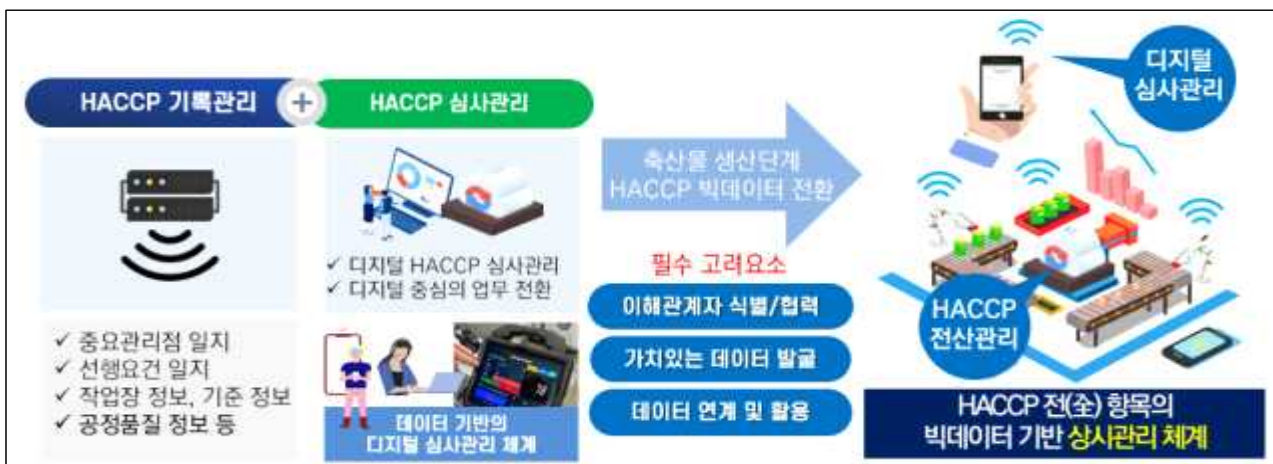 HACCP 기록관리
+
HACCP 심사관리
✓ 디지털 HACCP 심사관리
✓ 디지털 중심의 업무 전환
✓ 중요관리점 일지
✓ 선행요건 일지
✓ 작업장 정보, 기준 정보
✓ 공정품질 정보 등
데이터 기반의
디지털 심사관리 체계
축산물 생산단계
HACCP 빅데이터 전환
필수 고려요소
이해관계자 식별/협력
가치있는 데이터 발굴
데이터 연계 및 활용
디지털
심사관리
HACCP
전산관리
HACCP 전(全) 항목의
빅데이터 기반 상시관리 체계